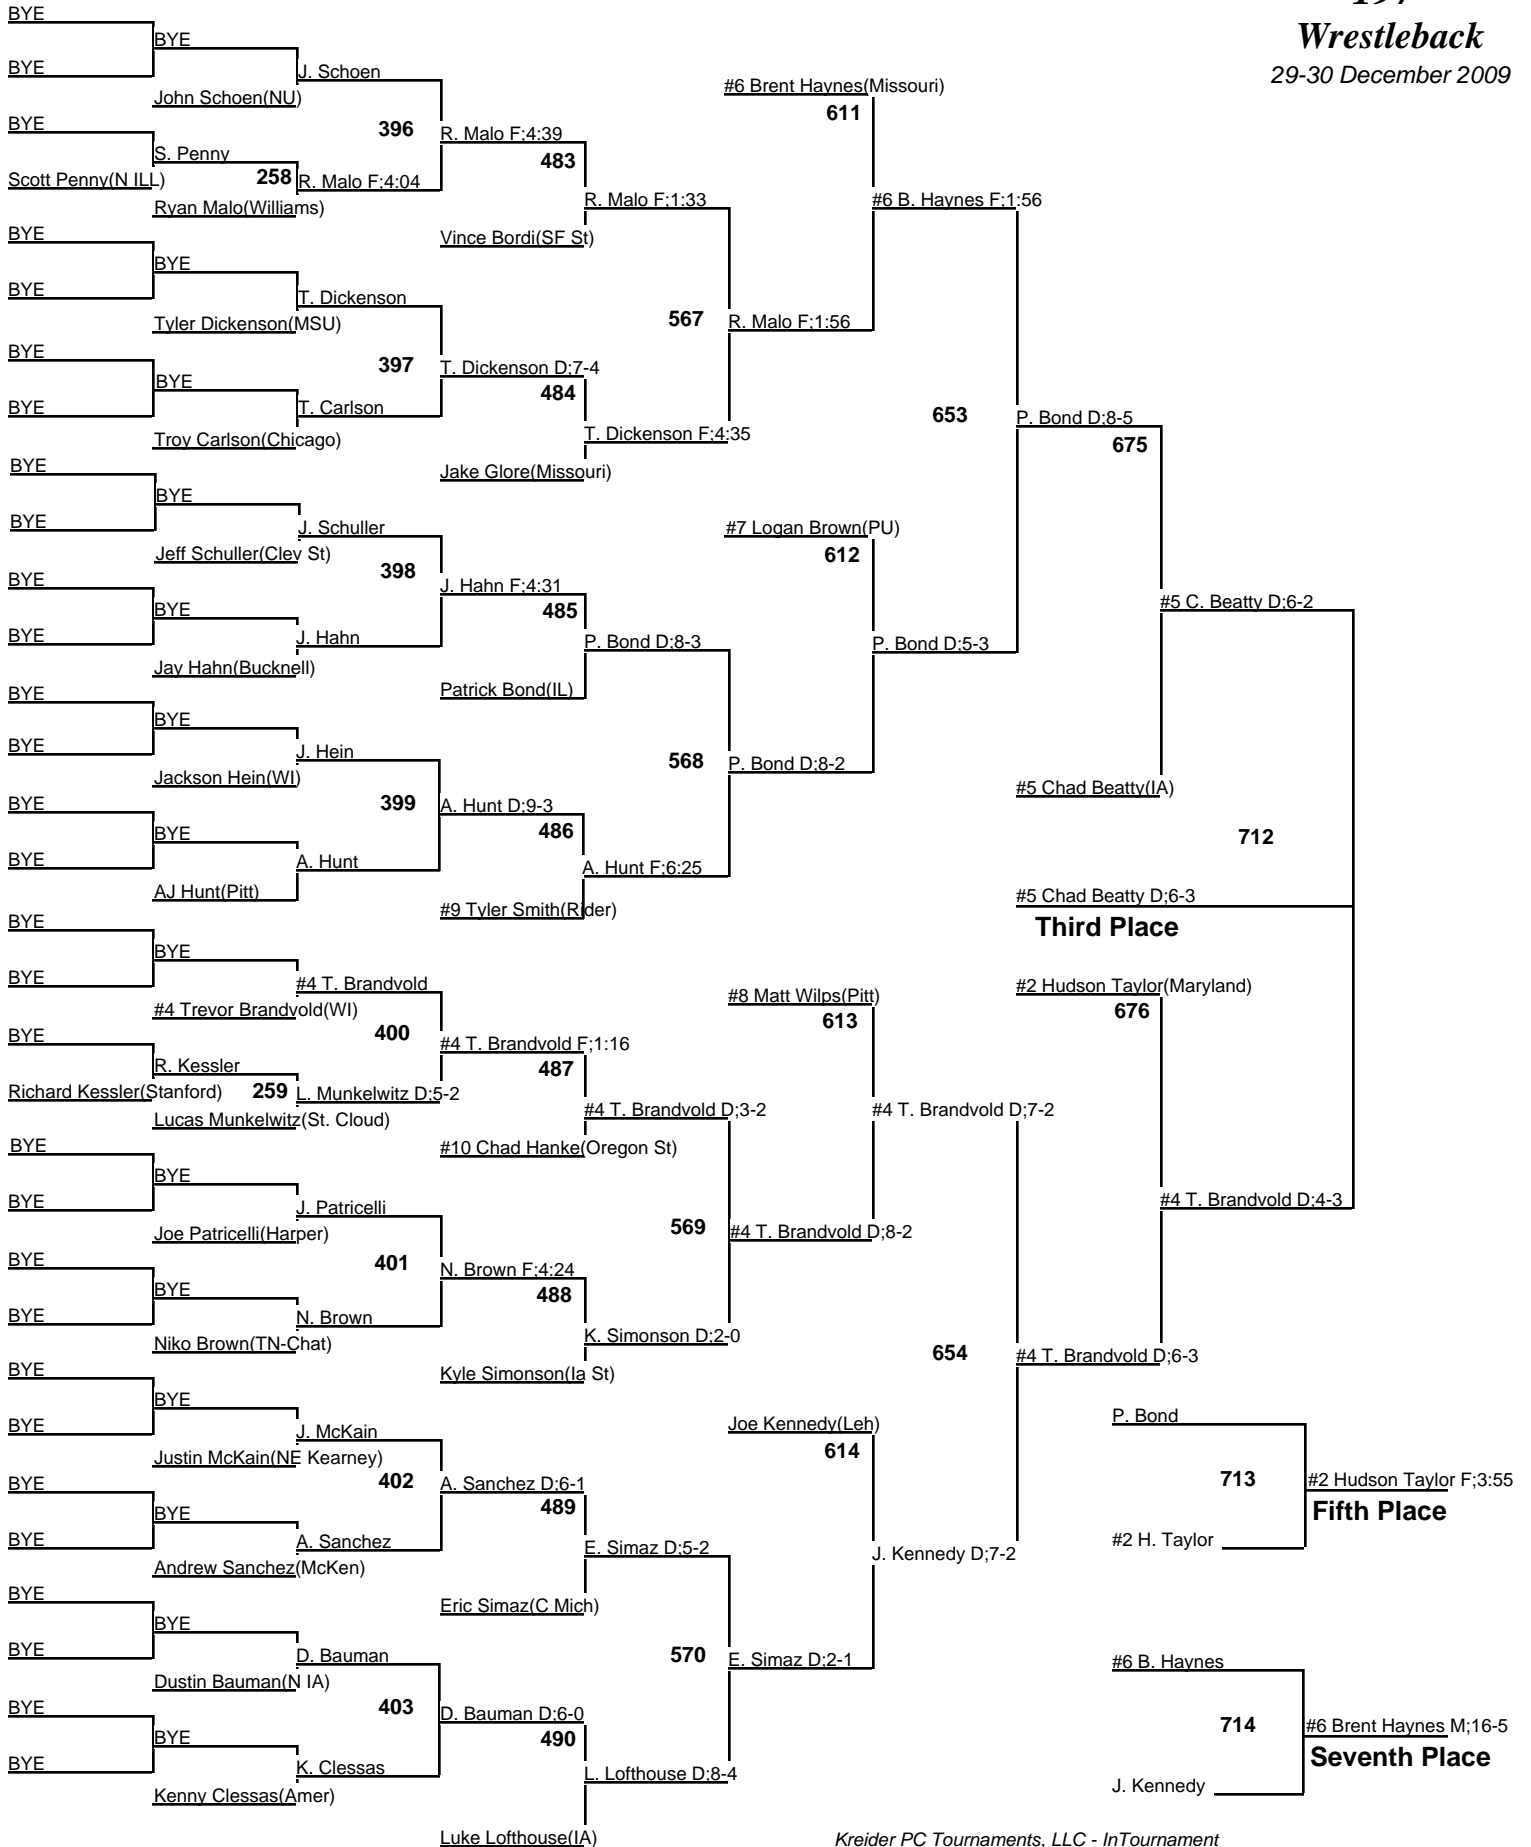 197
Wrestleback
29-30 December 2009
BYE
BYE
BYE
J. Schoen
John Schoen(NU)
BYE
S. Penny
Scott Penny(N ILL)
258
R. Malo F;4:04
Ryan Malo(Williams)
396
R. Malo F;4:39
483
R. Malo F;1:33
Vince Bordi(SF St)
BYE
BYE
BYE
T. Dickenson
Tyler Dickenson(MSU)
BYE
BYE
BYE
T. Carlson
Troy Carlson(Chicago)
397
T. Dickenson D;7-4
484
T. Dickenson F;4:35
Jake Glore(Missouri)
567
R. Malo F;1:56
#6 Brent Haynes(Missouri)
611
#6 B. Haynes F;1:56
BYE
BYE
BYE
J. Schuller
Jeff Schuller(Clev St)
BYE
BYE
BYE
J. Hahn
Jay Hahn(Bucknell)
398
J. Hahn F;4:31
485
P. Bond D;8-3
Patrick Bond(IL)
BYE
BYE
BYE
J. Hein
Jackson Hein(WI)
BYE
BYE
BYE
A. Hunt
AJ Hunt(Pitt)
399
A. Hunt D;9-3
486
A. Hunt F;6:25
#9 Tyler Smith(Rider)
568
P. Bond D;8-2
#7 Logan Brown(PU)
612
P. Bond D;5-3
653
P. Bond D;8-5
675
#5 C. Beatty D;6-2
#5 Chad Beatty(IA)
712
#5 Chad Beatty D;6-3
Third Place
BYE
BYE
BYE
#4 T. Brandvold
#4 Trevor Brandvold(WI)
BYE
R. Kessler
Richard Kessler(Stanford)
259
L. Munkelwitz D;5-2
Lucas Munkelwitz(St. Cloud)
400
#4 T. Brandvold F;1:16
487
#4 T. Brandvold D;3-2
#10 Chad Hanke(Oregon St)
BYE
BYE
BYE
J. Patricelli
Joe Patricelli(Harper)
BYE
BYE
BYE
N. Brown
Niko Brown(TN-Chat)
401
N. Brown F;4:24
488
K. Simonson D;2-0
Kyle Simonson(Ia St)
569
#4 T. Brandvold D;8-2
#8 Matt Wilps(Pitt)
613
#4 T. Brandvold D;7-2
#2 Hudson Taylor(Maryland)
676
#4 T. Brandvold D;4-3
BYE
BYE
BYE
J. McKain
Justin McKain(NE Kearney)
BYE
BYE
BYE
A. Sanchez
Andrew Sanchez(McKen)
402
A. Sanchez D;6-1
489
E. Simaz D;5-2
Eric Simaz(C Mich)
BYE
BYE
BYE
D. Bauman
Dustin Bauman(N IA)
BYE
BYE
BYE
K. Clessas
Kenny Clessas(Amer)
403
D. Bauman D;6-0
490
L. Lofthouse D;8-4
Luke Lofthouse(IA)
570
E. Simaz D;2-1
Joe Kennedy(Leh)
614
J. Kennedy D;7-2
654
#4 T. Brandvold D;6-3
P. Bond
713
#2 Hudson Taylor F;3:55
Fifth Place
#2 H. Taylor
#6 B. Haynes
714
#6 Brent Haynes M;16-5
Seventh Place
J. Kennedy
Kreider PC Tournaments, LLC - InTournament